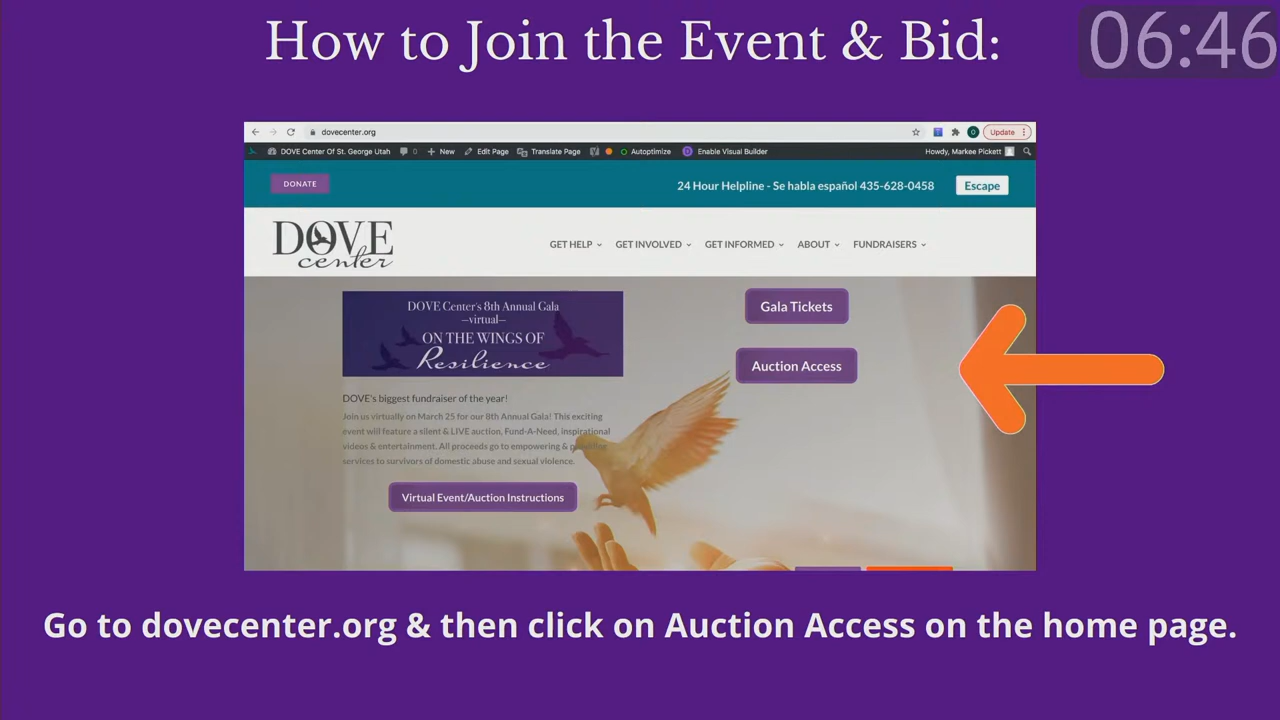 How to Join the Event & Bid:
06:46
dovecenter.org
Update
DOVE Center Of St. George Utah
0
New
Edit Page
Translate Page
Autoptimize
Enable Visual Builder
Howdy, Markee Pickett
DONATE
24 Hour Helpline - Se habla español 435-628-0458
Escape
DOVE
center
GET HELP
GET INVOLVED
GET INFORMED
ABOUT
FUNDRAISERS
DOVE Center's 8th Annual Gala
—virtual—
ON THE WINGS OF
Resilience
Gala Tickets
Auction Access
DOVE's biggest fundraiser of the year!
Join us virtually on March 25 for our 8th Annual Gala! This exciting
event will feature a silent & LIVE auction, Fund-A-Need, inspirational
videos & entertainment. All proceeds go to empowering & providing
services to survivors of domestic abuse and sexual violence.
Virtual Event/Auction Instructions
Go to dovecenter.org & then click on Auction Access on the home page.